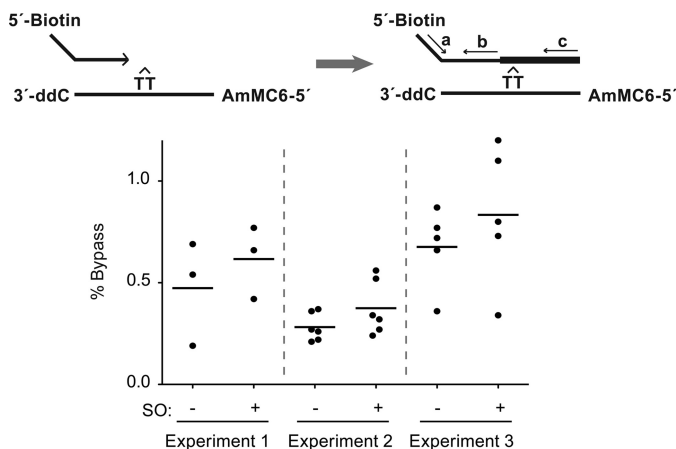 5´-Biotin
TT
3´-ddC
AmMC6-5´
5´-Biotin
a
b
c
TT
3´-ddC
AmMC6-5´
% Bypass
1.0
0.5
0.0
SO: - + - + - +
Experiment 1 Experiment 2 Experiment 3